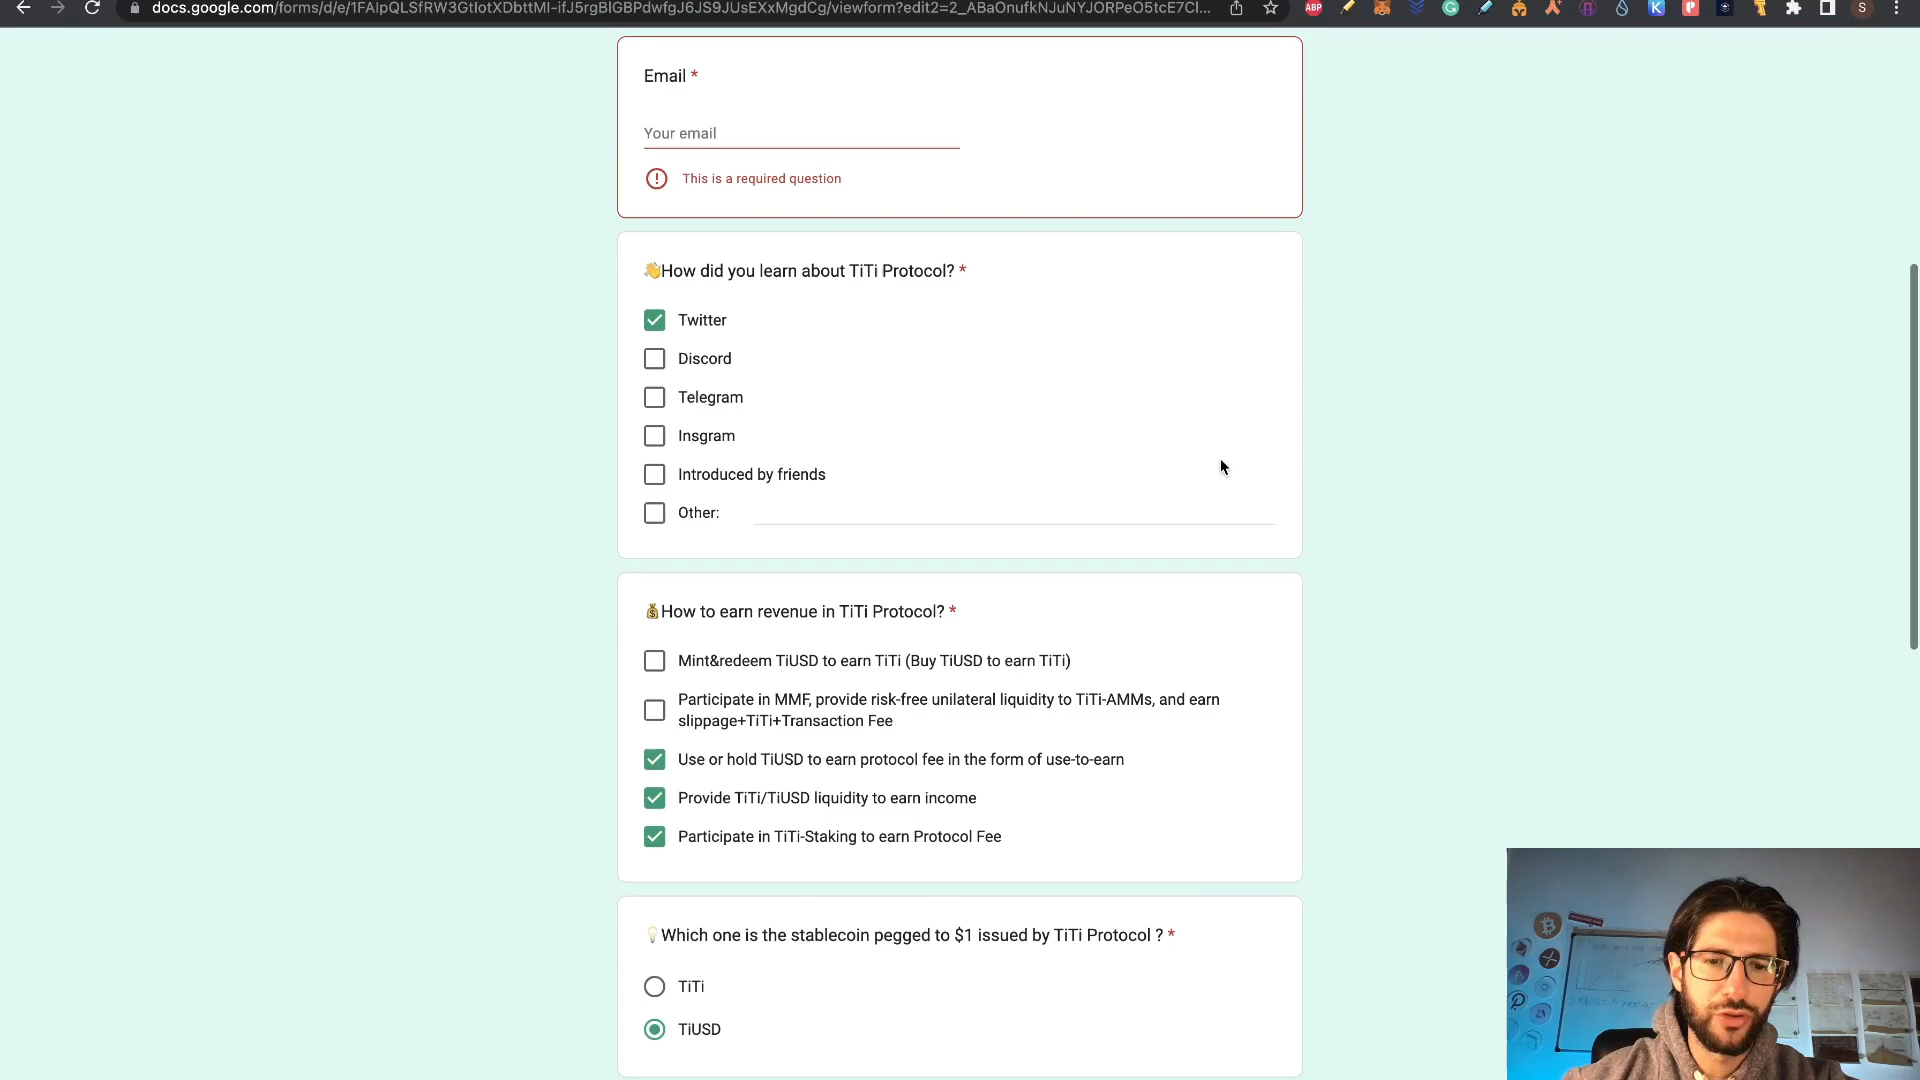 docs.google.com/forms/d/e/1FAIpQLSfRW3GtIotXDbttMI-ifJ5rgBIGBPdwfgJ6JS9JUsEXxMgdCg/viewform?edit2=2_ABaOnufkNJuNYJORPeO5tcE7CI...
ABP
G
K
S
Email *
Your email
This is a required question
👋How did you learn about TiTi Protocol? *
Twitter
Discord
Telegram
Insgram
Introduced by friends
Other:
💰How to earn revenue in TiTi Protocol? *
Mint&redeem TiUSD to earn TiTi (Buy TiUSD to earn TiTi)
Participate in MMF, provide risk-free unilateral liquidity to TiTi-AMMs, and earn
slippage+TiTi+Transaction Fee
Use or hold TiUSD to earn protocol fee in the form of use-to-earn
Provide TiTi/TiUSD liquidity to earn income
Participate in TiTi-Staking to earn Protocol Fee
💡Which one is the stablecoin pegged to $1 issued by TiTi Protocol ? *
TiTi
TiUSD